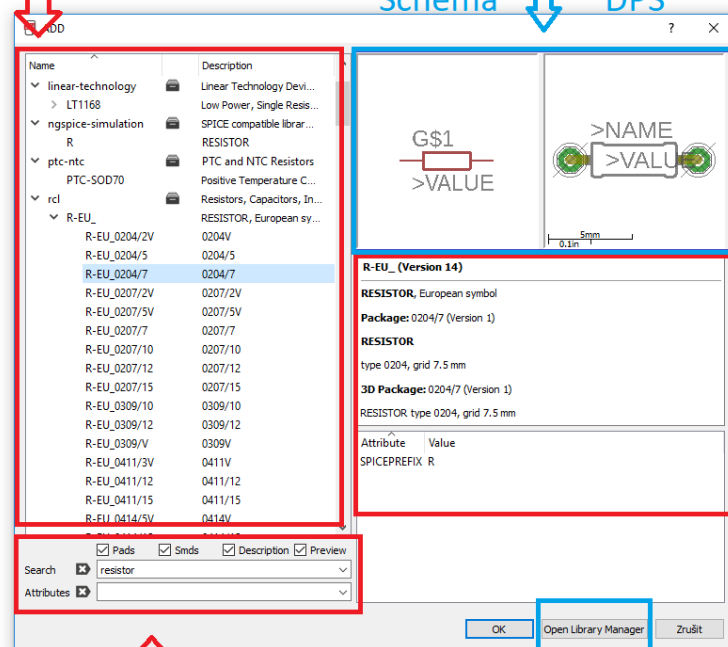 Schema DPS
ADD
? ×
Name Description
linear-technology Linear Technology Devi...
LT1168 Low Power, Single Resis...
ngspice-simulation SPICE compatible librar...
R RESISTOR
ptc-ntc PTC and NTC Resistors
PTC-SOD70 Positive Temperature C...
rcl Resistors, Capacitors, In...
R-EU_ RESISTOR, European sy...
R-EU_0204/2V 0204V
R-EU_0204/5 0204/5
R-EU_0204/7 0204/7
R-EU_0207/2V 0207/2V
R-EU_0207/5V 0207/5V
R-EU_0207/7 0207/7
R-EU_0207/10 0207/10
R-EU_0207/12 0207/12
R-EU_0207/15 0207/15
R-EU_0309/10 0309/10
R-EU_0309/12 0309/12
R-EU_0309/V 0309V
R-EU_0411/3V 0411V
R-EU_0411/12 0411/12
R-EU_0411/15 0411/15
R-EU_0414/5V 0414V
Pads Smds Description Preview
Search resistor
Attributes
G$1
>VALUE
>NAME
>VALU
5mm
0.1in
R-EU_ (Version 14)
RESISTOR, European symbol
Package: 0204/7 (Version 1)
RESISTOR
type 0204, grid 7.5 mm
3D Package: 0204/7 (Version 1)
RESISTOR type 0204, grid 7.5 mm
Attribute Value
SPICEPREFIX R
OK Open Library Manager Zrušit